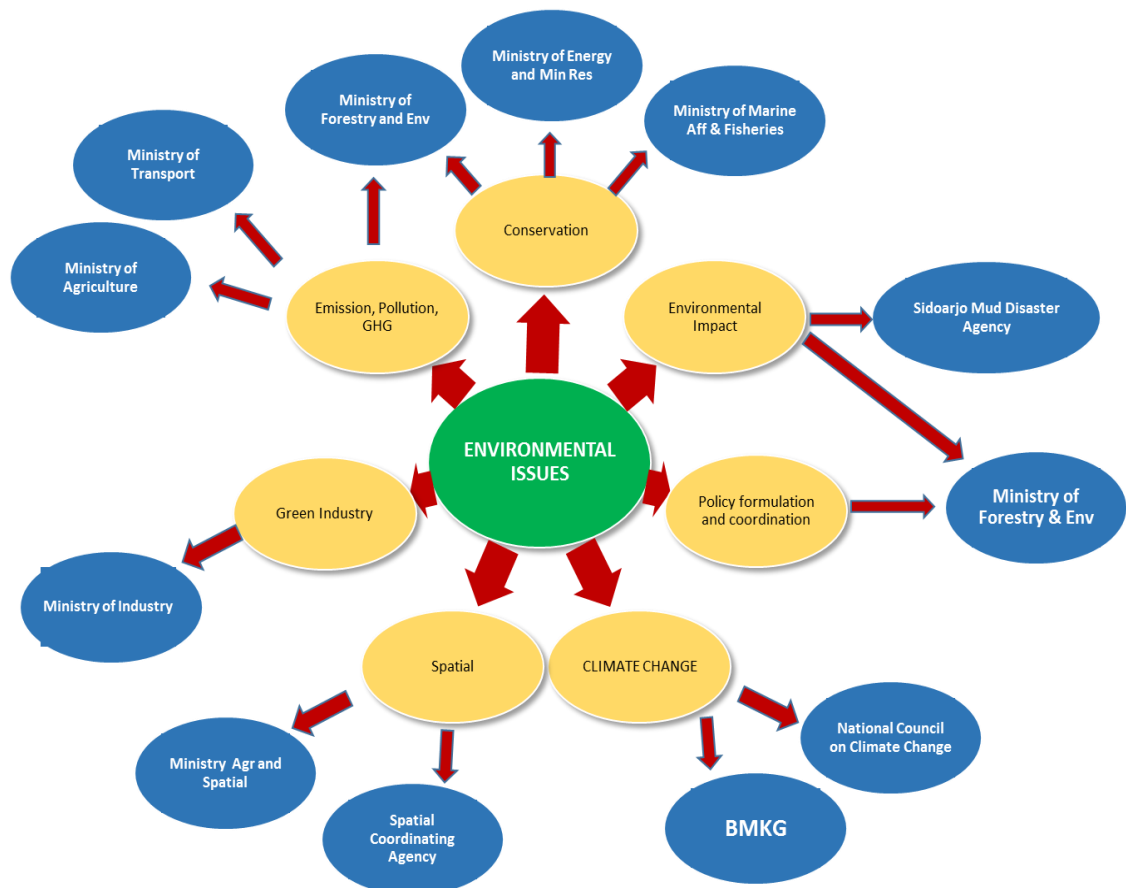 Ministry of Energy
and Min Res
Ministry of
Forestry and Env
Ministry of Marine
Aff & Fisheries
Ministry of
Transport
Conservation
Ministry of
Agriculture
Emission, Pollution,
GHG
Environmental
Impact
Sidoarjo Mud Disaster
Agency
ENVIRONMENTAL
ISSUES
Green Industry
Policy formulation
and coordination
Ministry of
Forestry & Env
Ministry of Industry
Spatial
CLIMATE CHANGE
National Council
on Climate Change
Ministry Agr and
Spatial
Spatial
Coordinating
Agency
BMKG